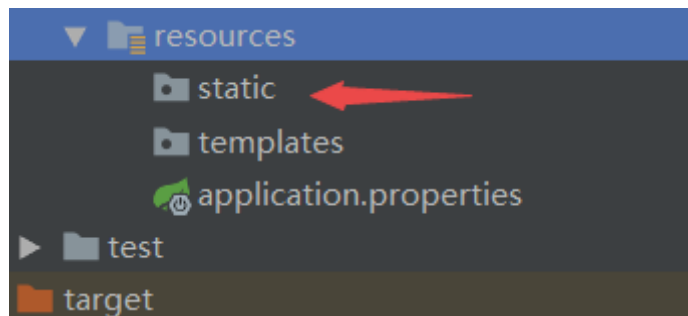 resources
static
templates
application.properties
test
target